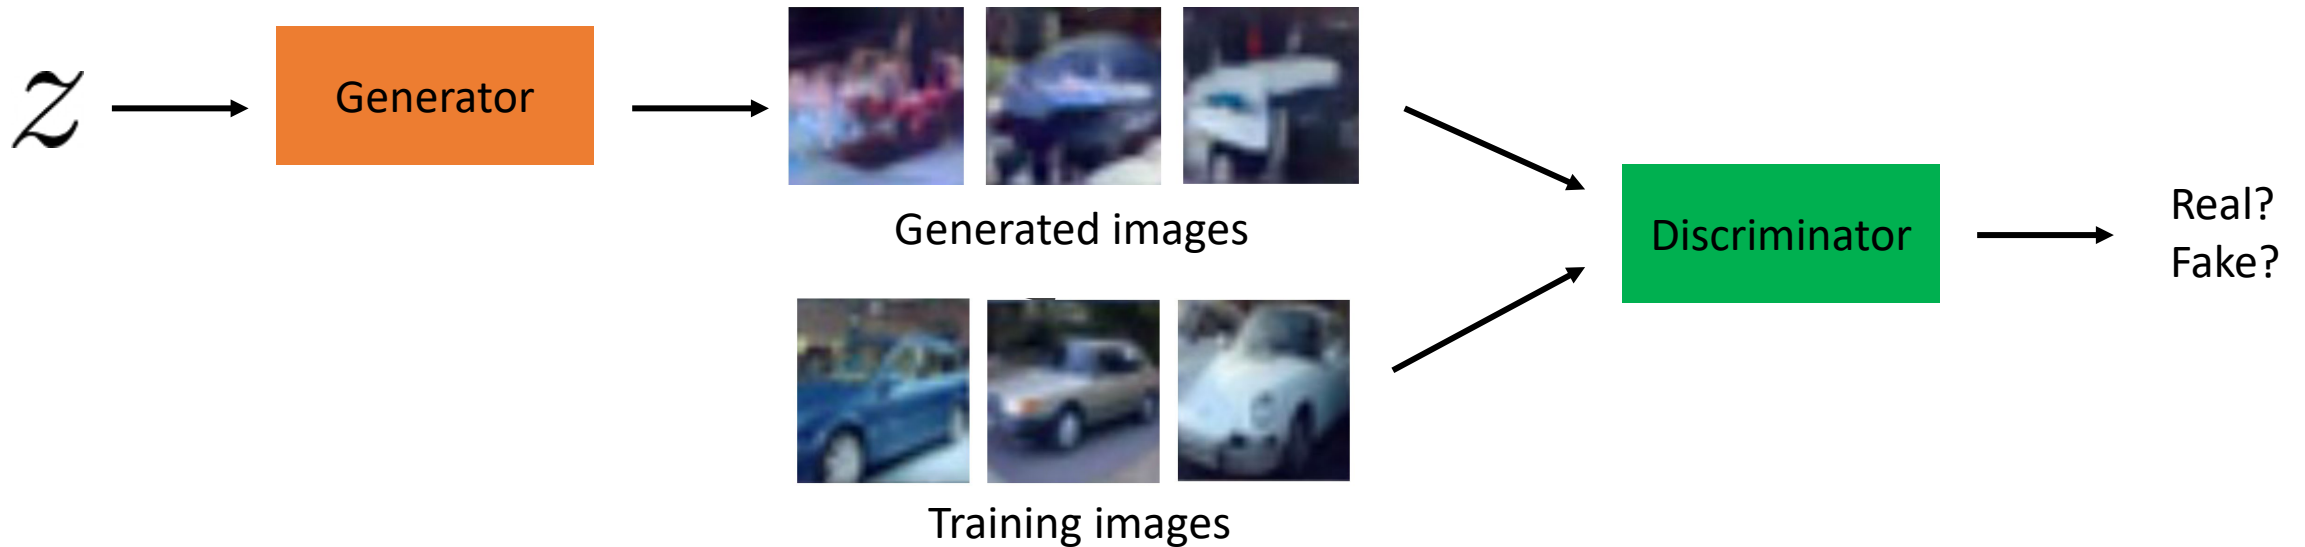 z
Generator
Generated images
Discriminator
Real?
Fake?
Training images